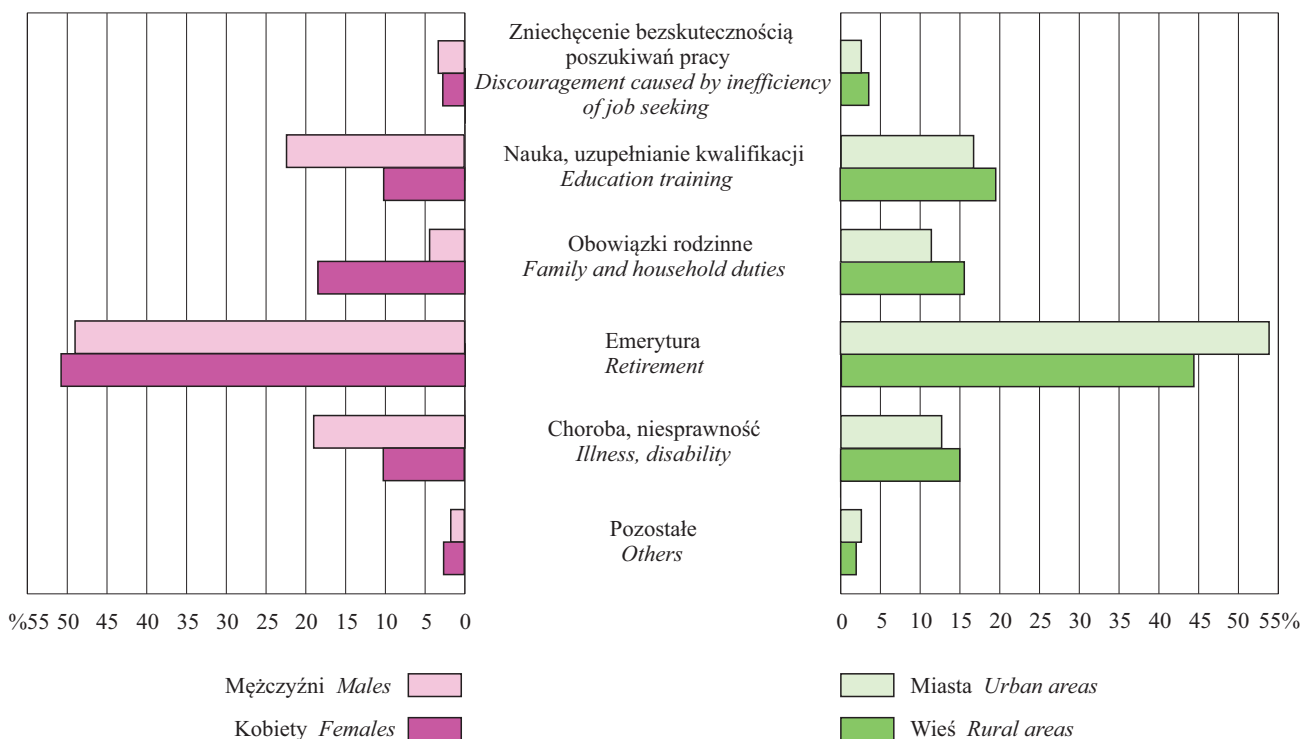 Zniechęcenie bezskutecznością
poszukiwań pracy
Discouragement caused by inefficiency
of job seeking
Nauka, uzupełnianie kwalifikacji
Education training
Obowiązki rodzinne
Family and household duties
Emerytura
Retirement
Choroba, niesprawność
Illness, disability
Pozostałe
Others
%55 50 45 40 35 30 25 20 15 10 5 0
0 5 10 15 20 25 30 35 40 45 50 55%
Mężczyźni Males
Kobiety Females
Miasta Urban areas
Wieś Rural areas